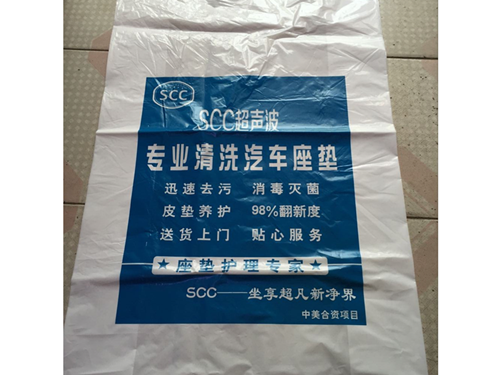 SCC
SCC超声波
专业清洗汽车座垫
迅速去污 消毒灭菌
皮垫养护 98%翻新度
送货上门 贴心服务
★座垫护理专家★
SCC——坐享超凡新净界
中美合资项目